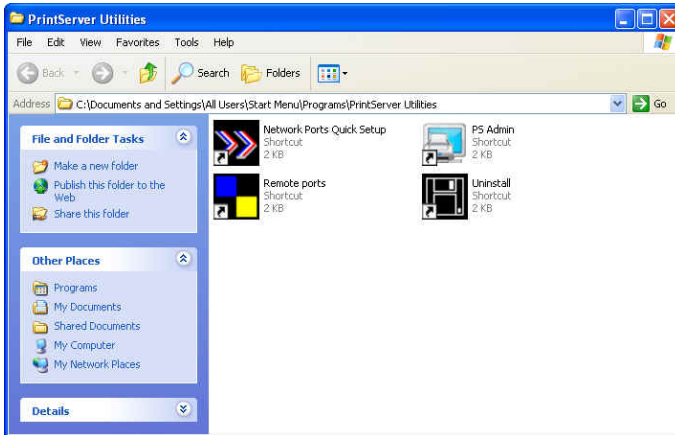 PrintServer Utilities
File Edit View Favorites Tools Help
Back Search Folders
Address C:\Documents and Settings\All Users\Start Menu\Programs\PrintServer Utilities Go
File and Folder Tasks
Make a new folder
Publish this folder to the
Web
Share this folder
Other Places
Programs
My Documents
Shared Documents
My Computer
My Network Places
Details
Network Ports Quick Setup
Shortcut
2 KB
PS Admin
Shortcut
2 KB
Remote ports
Shortcut
2 KB
Uninstall
Shortcut
2 KB